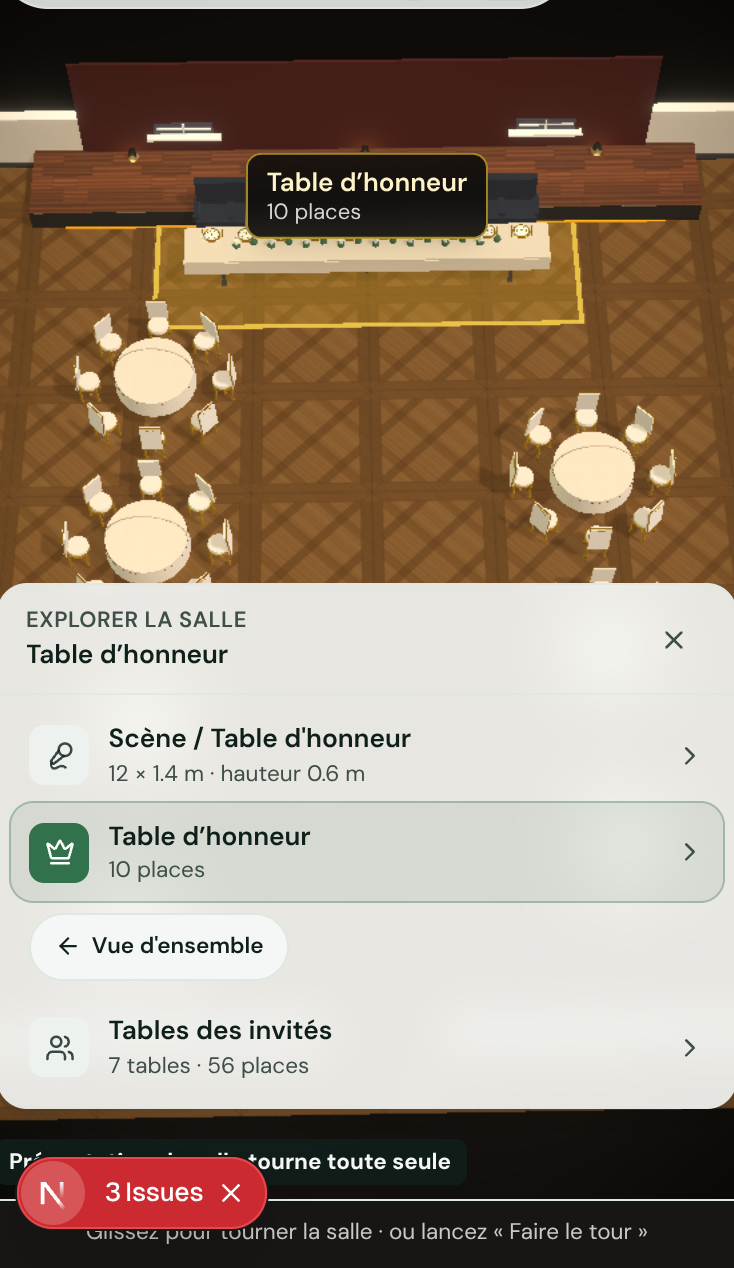 Table d’honneur
10 places
EXPLORER LA SALLE
Table d’honneur
Scène / Table d'honneur
12 × 1.4 m · hauteur 0.6 m
Table d’honneur
10 places
Vue d'ensemble
Tables des invités
7 tables · 56 places
tourne toute seule
N 3 Issues
Glissez pour tourner la salle · ou lancez « Faire le tour »